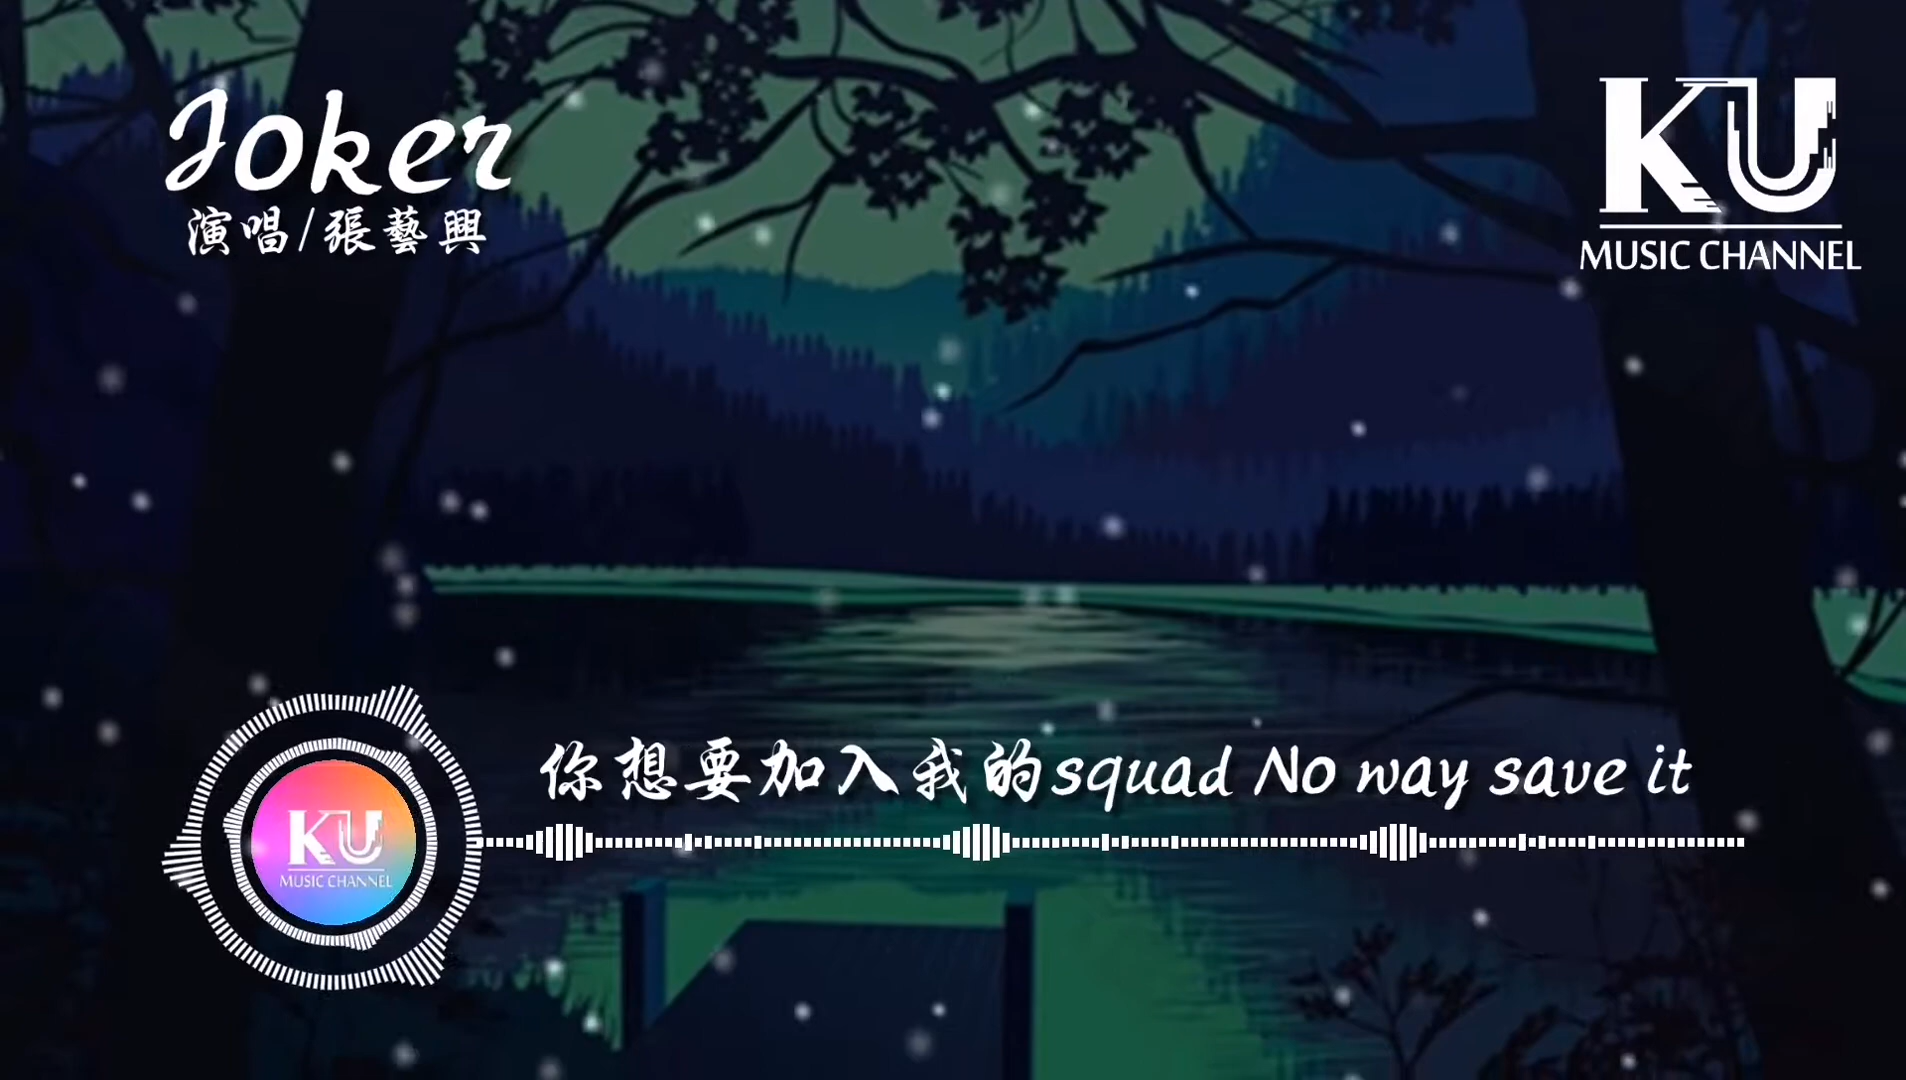 Joker
演唱/張藝興
KU
MUSIC CHANNEL
你想要加入我的squad No way save it
KU
MUSIC CHANNEL